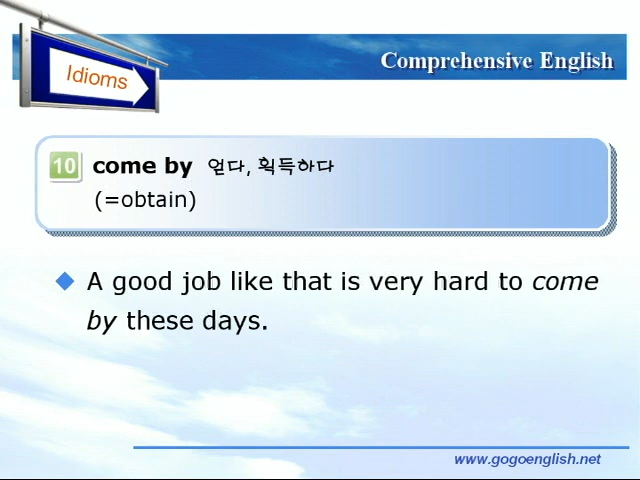 Idioms
Comprehensive English
10 come by 얻다, 획득하다
(=obtain)
A good job like that is very hard to come
by these days.
www.gogoenglish.net